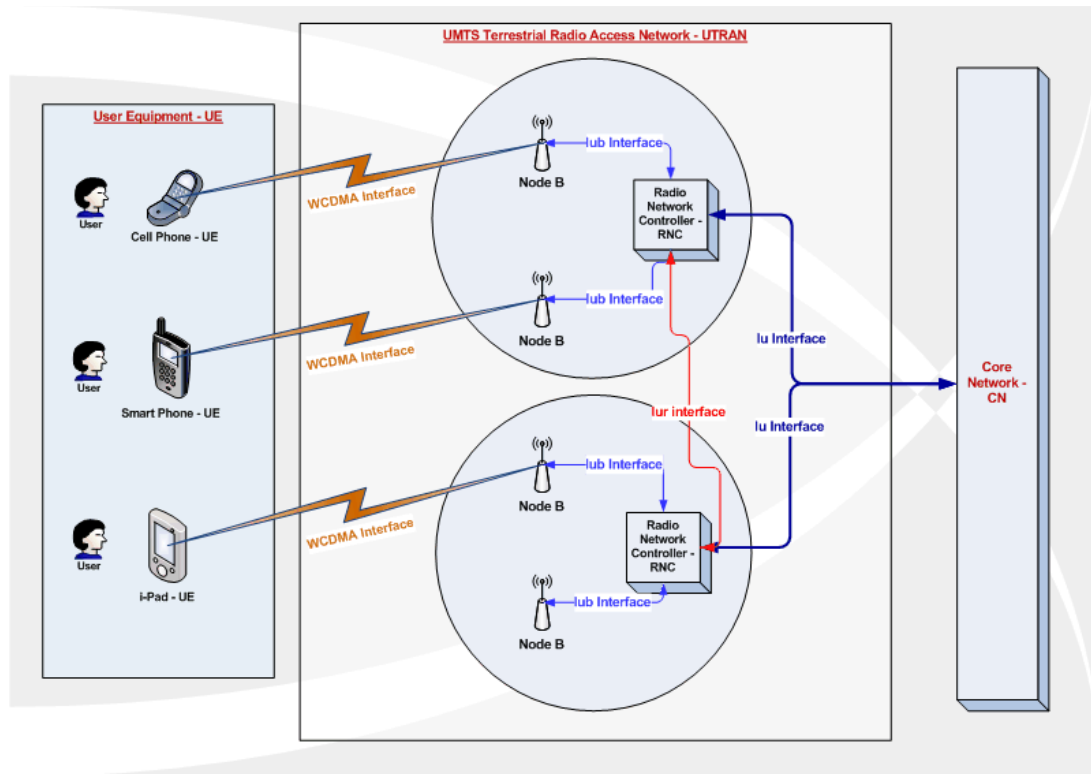 UMTS Terrestrial Radio Access Network - UTRAN
User Equipment - UE
User
Cell Phone - UE
WCDMA Interface
Node B
Iub Interface
Radio
Network
Controller -
RNC
User
Smart Phone - UE
WCDMA Interface
Node B
Iub Interface
Iu Interface
Core
Network -
CN
Iur interface
Iu Interface
User
i-Pad - UE
WCDMA Interface
Node B
Iub Interface
Radio
Network
Controller -
RNC
Node B
Iub Interface